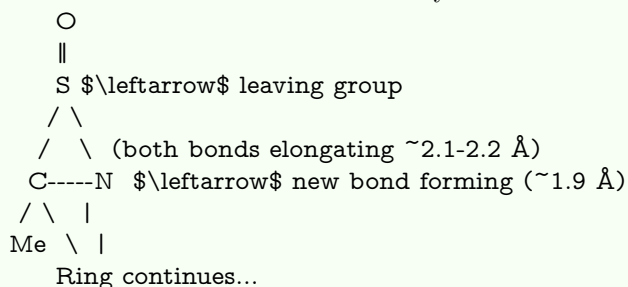 O
‖
S $\leftarrow$ leaving group
/ \
/ \ (both bonds elongating ~2.1-2.2 Å)
C-----N $\leftarrow$ new bond forming (~1.9 Å)
/ \ |
Me \ |
Ring continues...